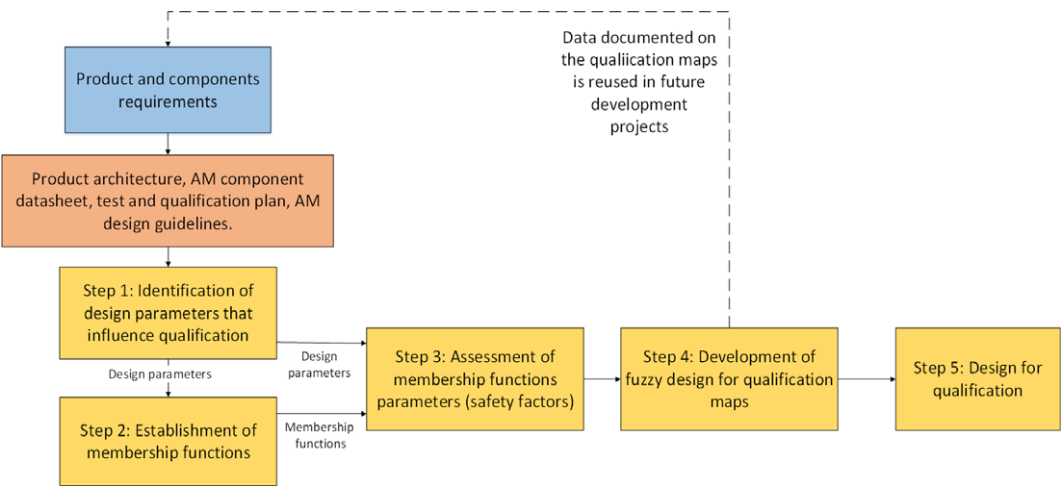 Data documented on
the qualiication maps
is reused in future
development
projects
Product and components
requirements
Product architecture, AM component
datasheet, test and qualification plan, AM
design guidelines.
Step 1: Identification of
design parameters that
influence qualification
Design parameters
Design
parameters
Step 2: Establishment of
membership functions
Membership
functions
Step 3: Assessment of
membership functions
parameters (safety factors)
Step 4: Development of
fuzzy design for qualification
maps
Step 5: Design for
qualification